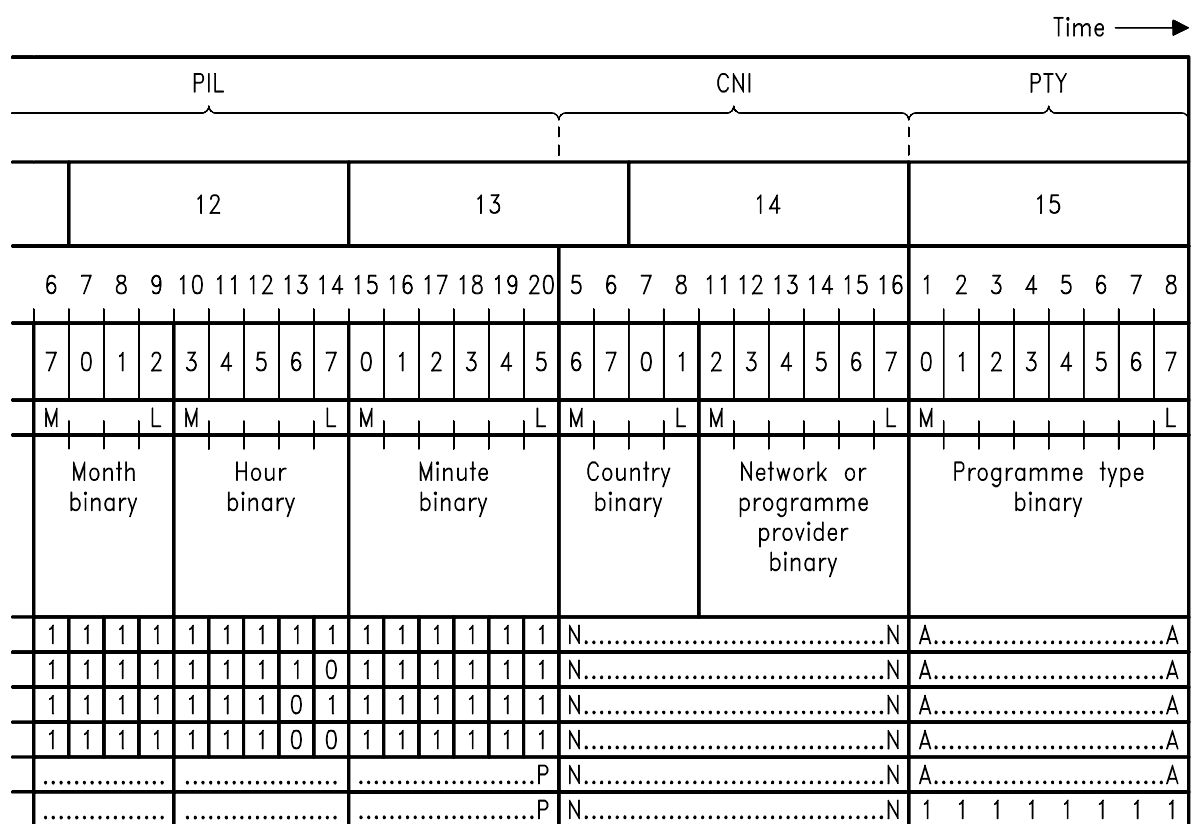 Time
PIL CNI PTY
12 13 14 15
6 7 8 9 10 11 12 13 14 15 16 17 18 19 20 5 6 7 8 11 12 13 14 15 16 1 2 3 4 5 6 7 8
7 0 1 2 3 4 5 6 7 0 1 2 3 4 5 6 7 0 1 2 3 4 5 6 7 0 1 2 3 4 5 6 7
M L M L M L M L M L M L
Month Hour Minute Country Network or Programme type
binary binary binary binary programme binary
provider
binary
1 1 1 1 1 1 1 1 1 1 1 1 1 1 1 N..............................N A..............................A
1 1 1 1 1 1 1 1 0 1 1 1 1 1 1 N..............................N A..............................A
1 1 1 1 1 1 1 0 1 1 1 1 1 1 1 N..............................N A..............................A
1 1 1 1 1 1 1 0 0 1 1 1 1 1 1 N..............................N A..............................A
................ .................... .......................P N..............................N A..............................A
................ .................... .......................P N..............................N 1 1 1 1 1 1 1 1